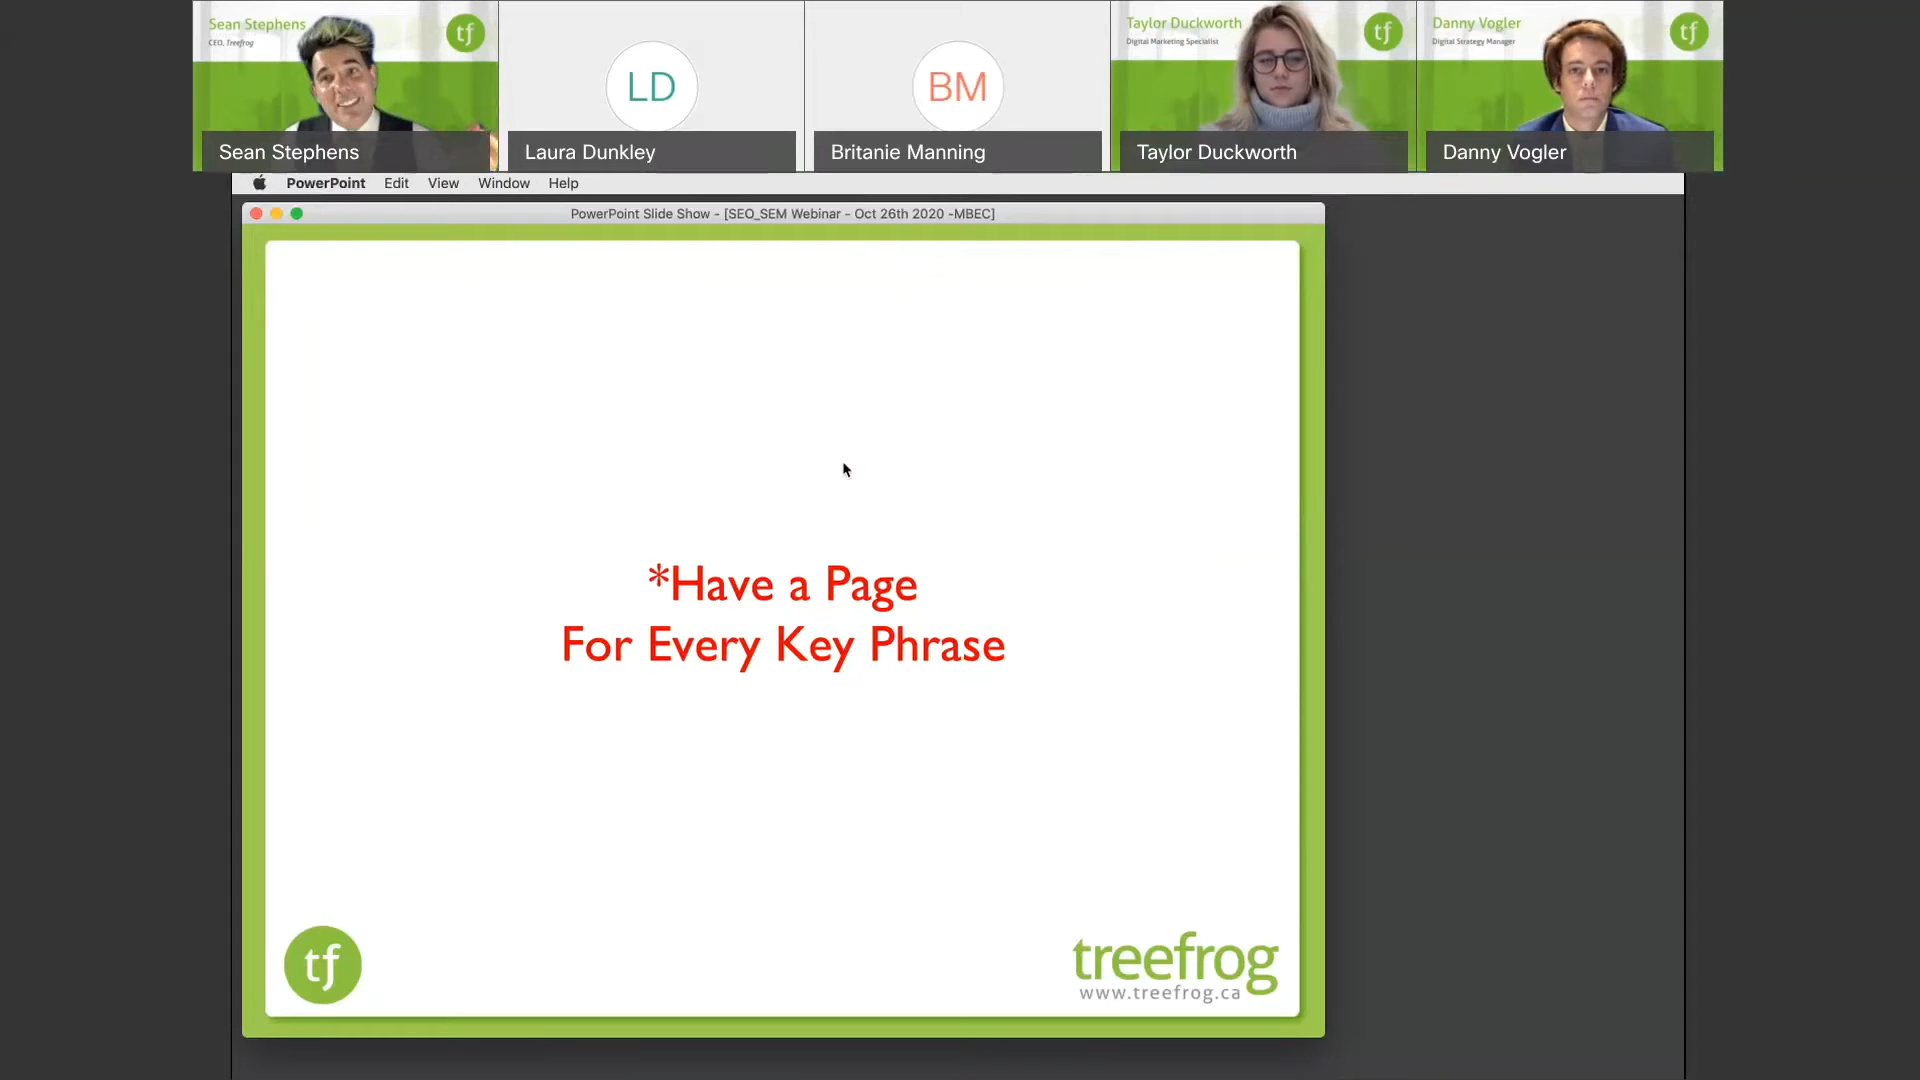 Sean Stephens
CEO, Treefrog
tf
LD
BM
Taylor Duckworth
Digital Marketing Specialist
tf
Danny Vogler
Digital Strategy Manager
tf
Sean Stephens
Laura Dunkley
Britanie Manning
Taylor Duckworth
Danny Vogler
PowerPoint Edit View Window Help
PowerPoint Slide Show - [SEO_SEM Webinar - Oct 26th 2020 -MBEC]
*Have a Page
For Every Key Phrase
tf
treefrog
www.treefrog.ca